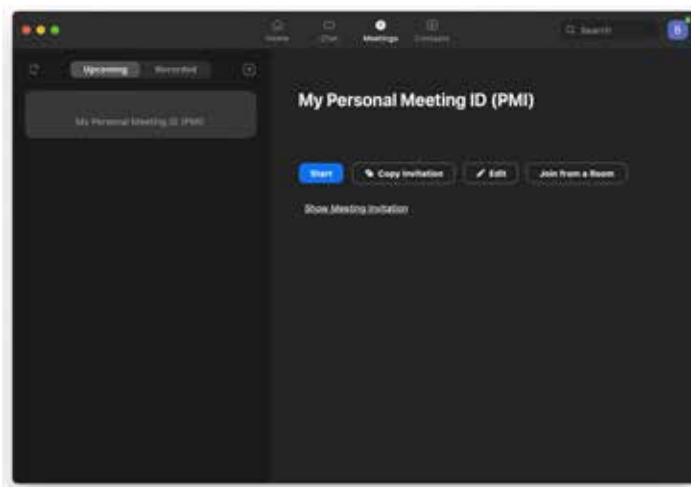 Home Chat Meetings Contacts Search B
Upcoming Recorded
My Personal Meeting ID (PMI)
My Personal Meeting ID (PMI)
Start Copy Invitation Edit Join from a Room
Show Meeting Invitation